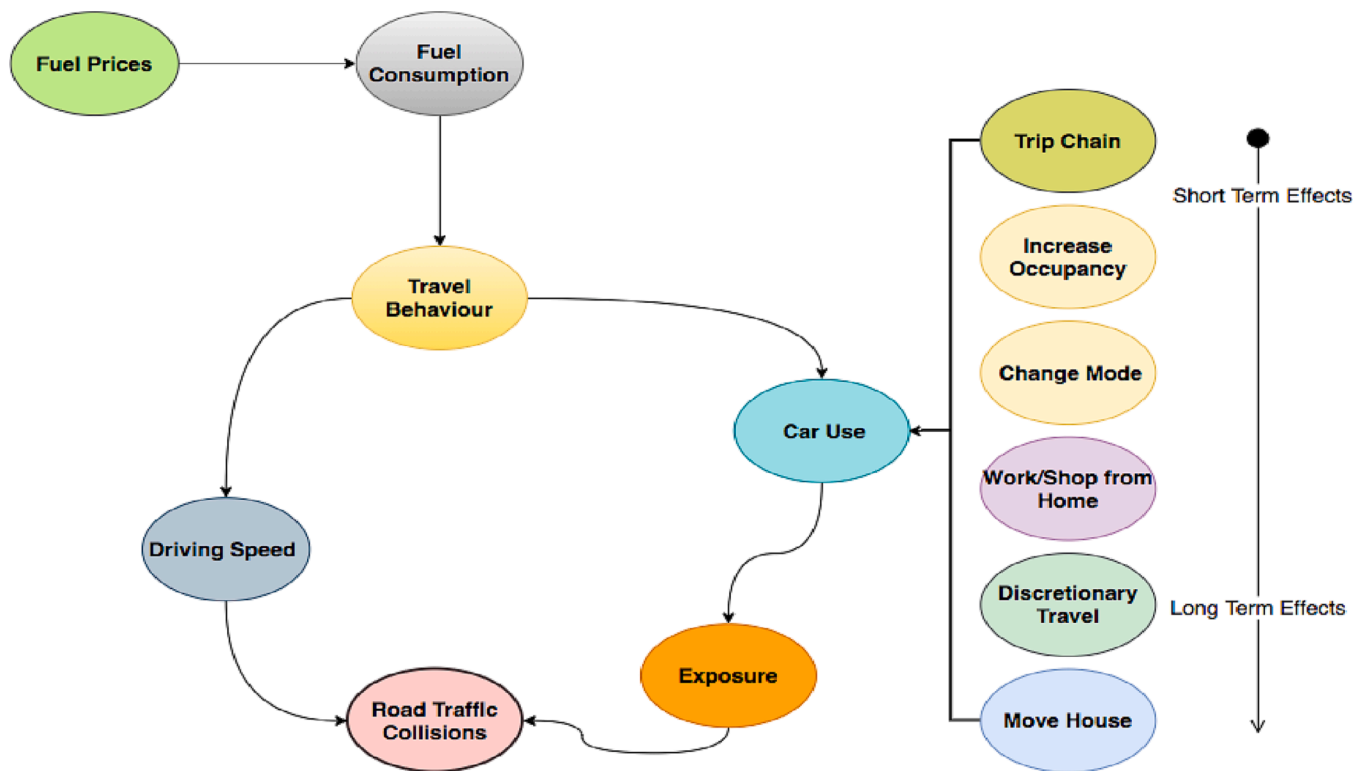 Fuel Prices
Fuel
Consumption
Trip Chain
Short Term Effects
Increase
Occupancy
Travel
Behaviour
Change Mode
Car Use
Work/Shop from
Home
Driving Speed
Discretionary
Travel
Long Term Effects
Exposure
Road Traffic
Collisions
Move House